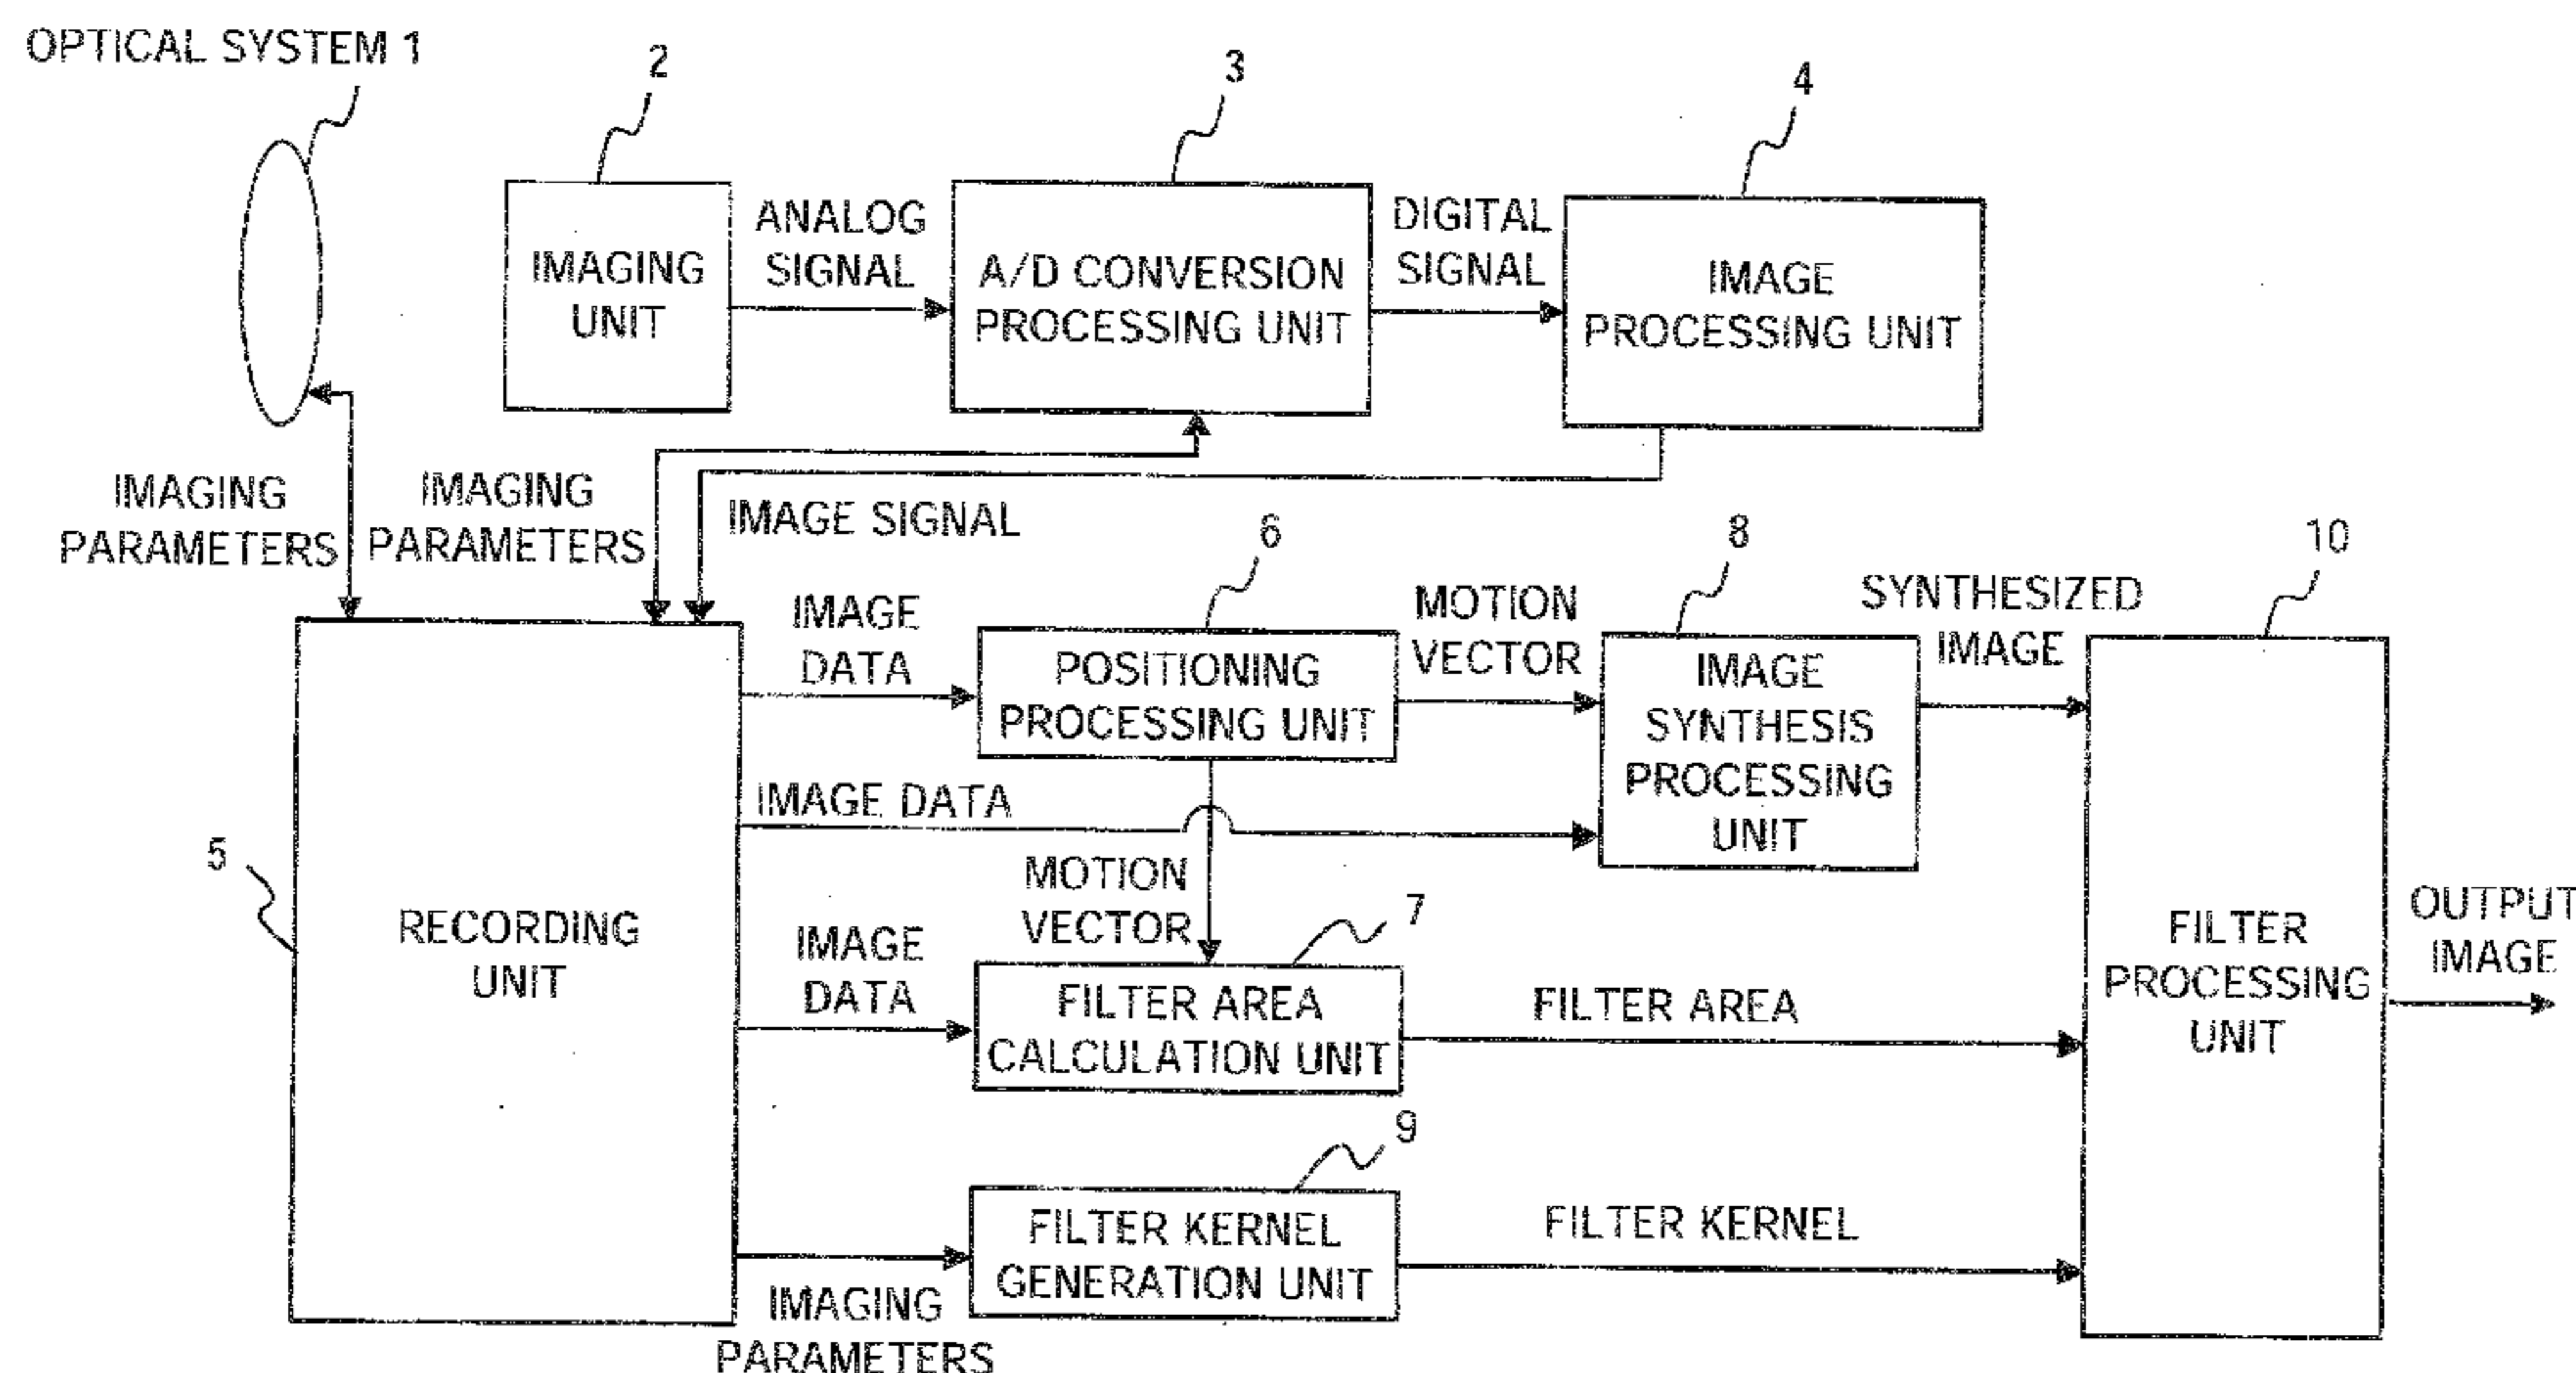 OPTICAL SYSTEM 1
2
3
4
IMAGING
UNIT
ANALOG
SIGNAL
A/D CONVERSION
PROCESSING UNIT
DIGITAL
SIGNAL
IMAGE
PROCESSING UNIT
IMAGING
PARAMETERS
IMAGING
PARAMETERS
IMAGE SIGNAL
5
RECORDING
UNIT
IMAGE
DATA
6
POSITIONING
PROCESSING UNIT
MOTION
VECTOR
8
IMAGE
SYNTHESIS
PROCESSING
UNIT
SYNTHESIZED
IMAGE
10
FILTER
PROCESSING
UNIT
OUTPUT
IMAGE
IMAGE DATA
MOTION
VECTOR
IMAGE
DATA
7
FILTER AREA
CALCULATION UNIT
FILTER AREA
9
FILTER KERNEL
GENERATION UNIT
FILTER KERNEL
IMAGING
PARAMETERS